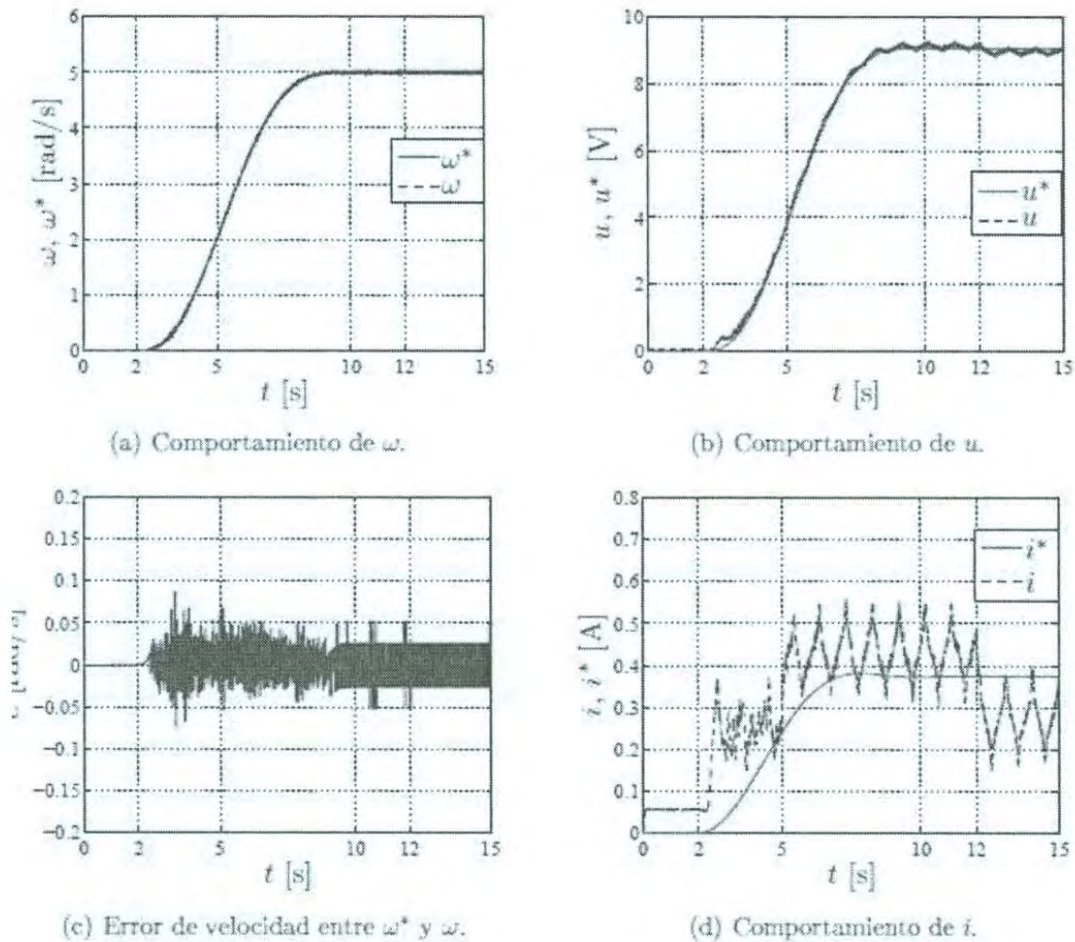 6
5
4
3
2
1
0
ω, ω* [rad/s]
ω*
ω
0 2 5 10 12 15
t [s]
(a) Comportamiento de ω.
10
8
6
4
2
0
u, u* [V]
u*
u
0 2 5 10 12 15
t [s]
(b) Comportamiento de u.
0.2
0.15
0.1
0.05
0
−0.05
−0.1
−0.15
−0.2
0 2 5 10 12 15
t [s]
(c) Error de velocidad entre ω* y ω.
0.8
0.7
0.6
0.5
0.4
0.3
0.2
0.1
0
i, i* [A]
i*
i
0 2 5 10 12 15
t [s]
(d) Comportamiento de i.